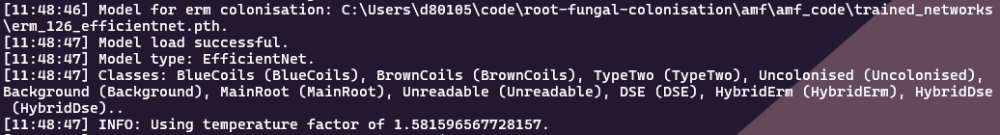 [11:48:46] Model for erm colonisation: C:\Users\d80105\code\root-fungal-colonisation\amf\amf_code\trained_networks
\erm_126_efficientnet.pth.
[11:48:47] Model load successful.
[11:48:47] Model type: EfficientNet.
[11:48:47] Classes: BlueCoils (BlueCoils), BrownCoils (BrownCoils), TypeTwo (TypeTwo), Uncolonised (Uncolonised),
Background (Background), MainRoot (MainRoot), Unreadable (Unreadable), DSE (DSE), HybridErm (HybridErm), HybridDse
(HybridDse)..
[11:48:47] INFO: Using temperature factor of 1.581596567728157.